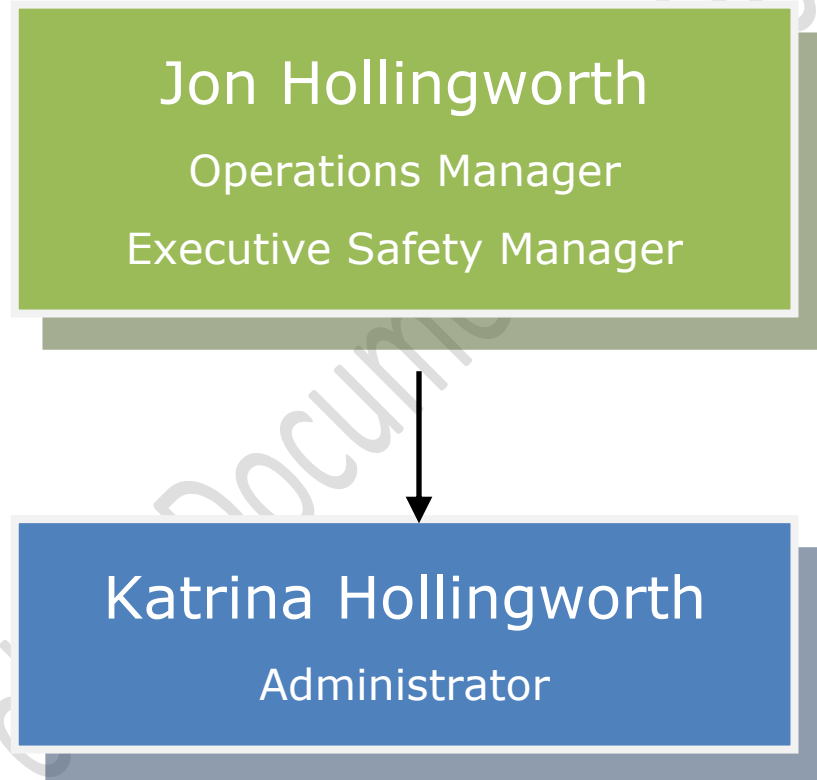 Jon Hollingworth
Operations Manager
Executive Safety Manager
Katrina Hollingworth
Administrator